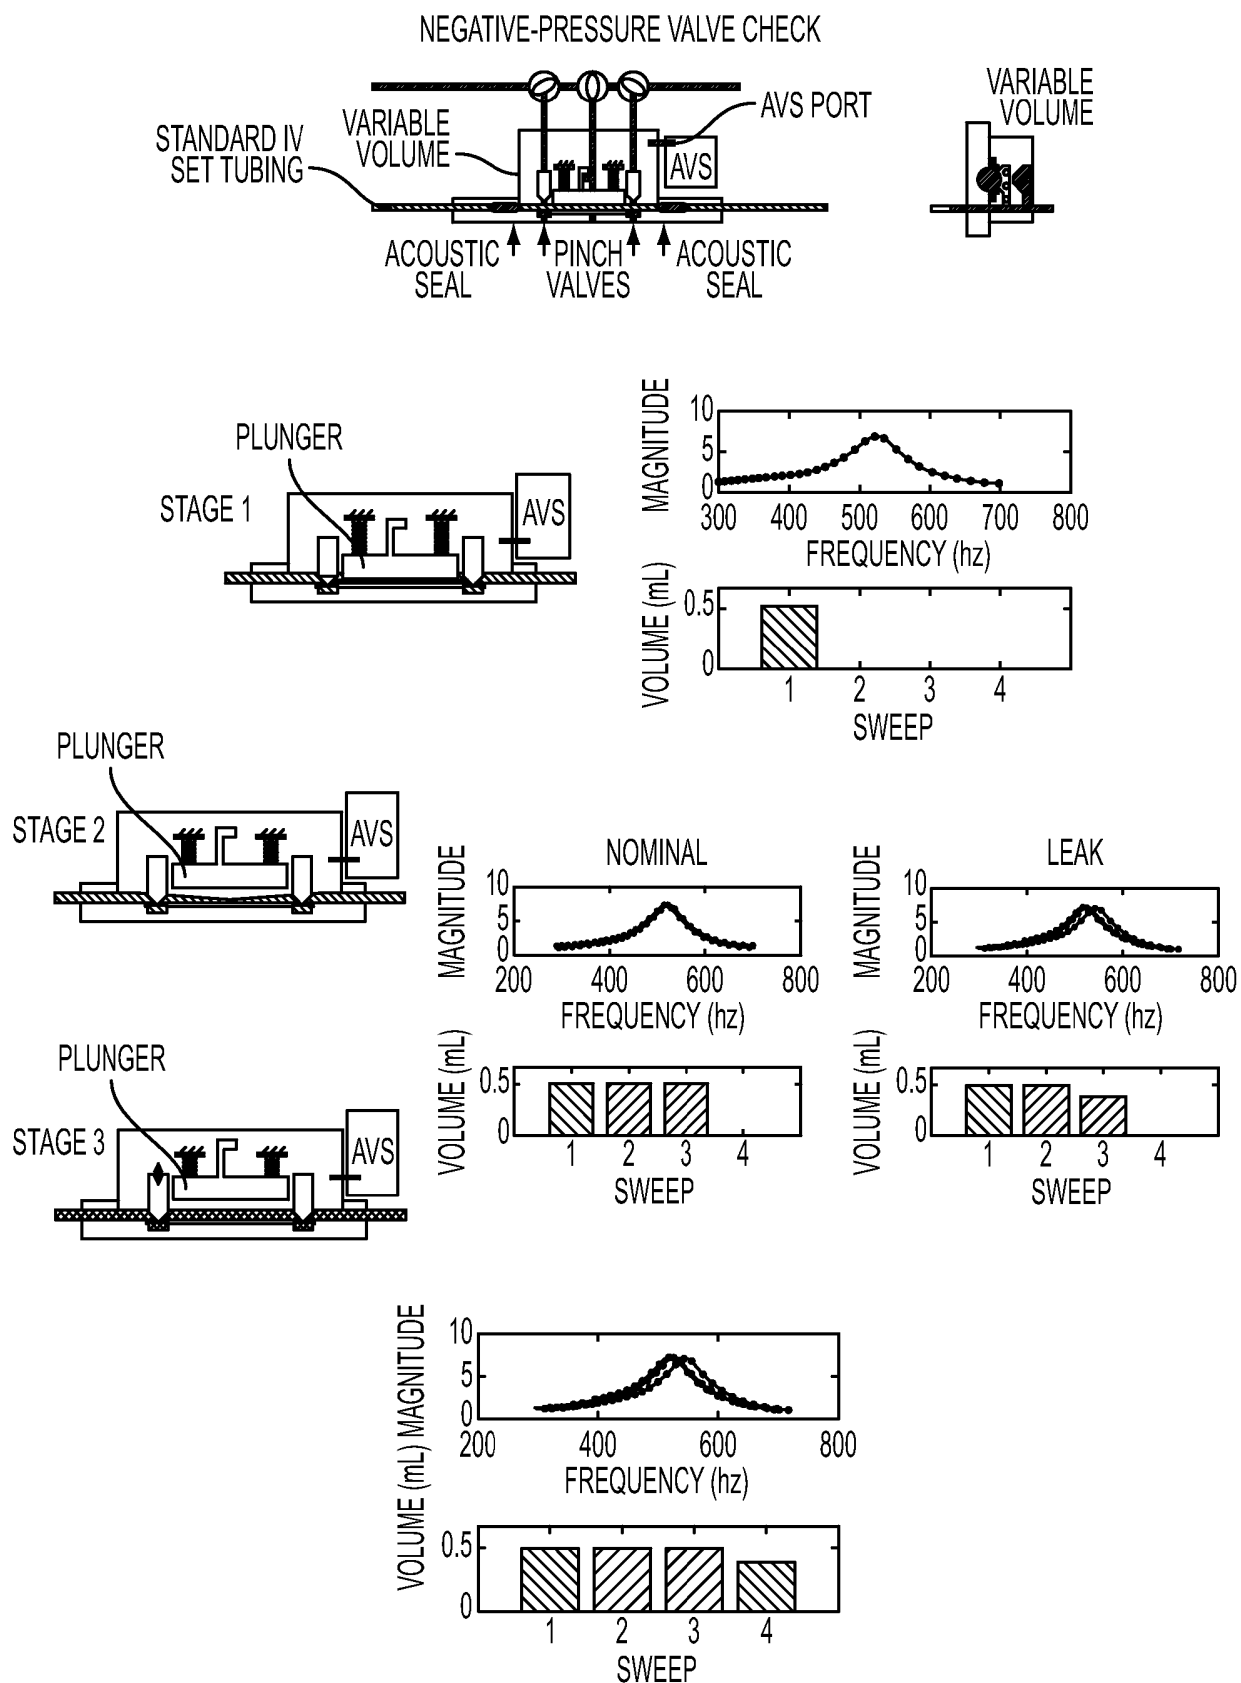 NEGATIVE-PRESSURE VALVE CHECK
STANDARD IV
SET TUBING
VARIABLE
VOLUME
AVS PORT
AVS
VARIABLE
VOLUME
ACOUSTIC
SEAL
PINCH
VALVES
ACOUSTIC
SEAL
STAGE 1
PLUNGER
AVS
MAGNITUDE
10
5
0
300 400 500 600 700 800
FREQUENCY (hz)
VOLUME (mL)
0.5
0
1 2 3 4
SWEEP
STAGE 2
PLUNGER
AVS
NOMINAL
MAGNITUDE
10
5
0
200 400 600 800
FREQUENCY (hz)
LEAK
MAGNITUDE
10
5
0
200 400 600 800
FREQUENCY (hz)
STAGE 3
PLUNGER
AVS
VOLUME (mL)
0.5
0
1 2 3 4
SWEEP
VOLUME (mL)
0.5
0
1 2 3 4
SWEEP
VOLUME (mL) MAGNITUDE
10
5
0
200 400 600 800
FREQUENCY (hz)
0.5
0
1 2 3 4
SWEEP